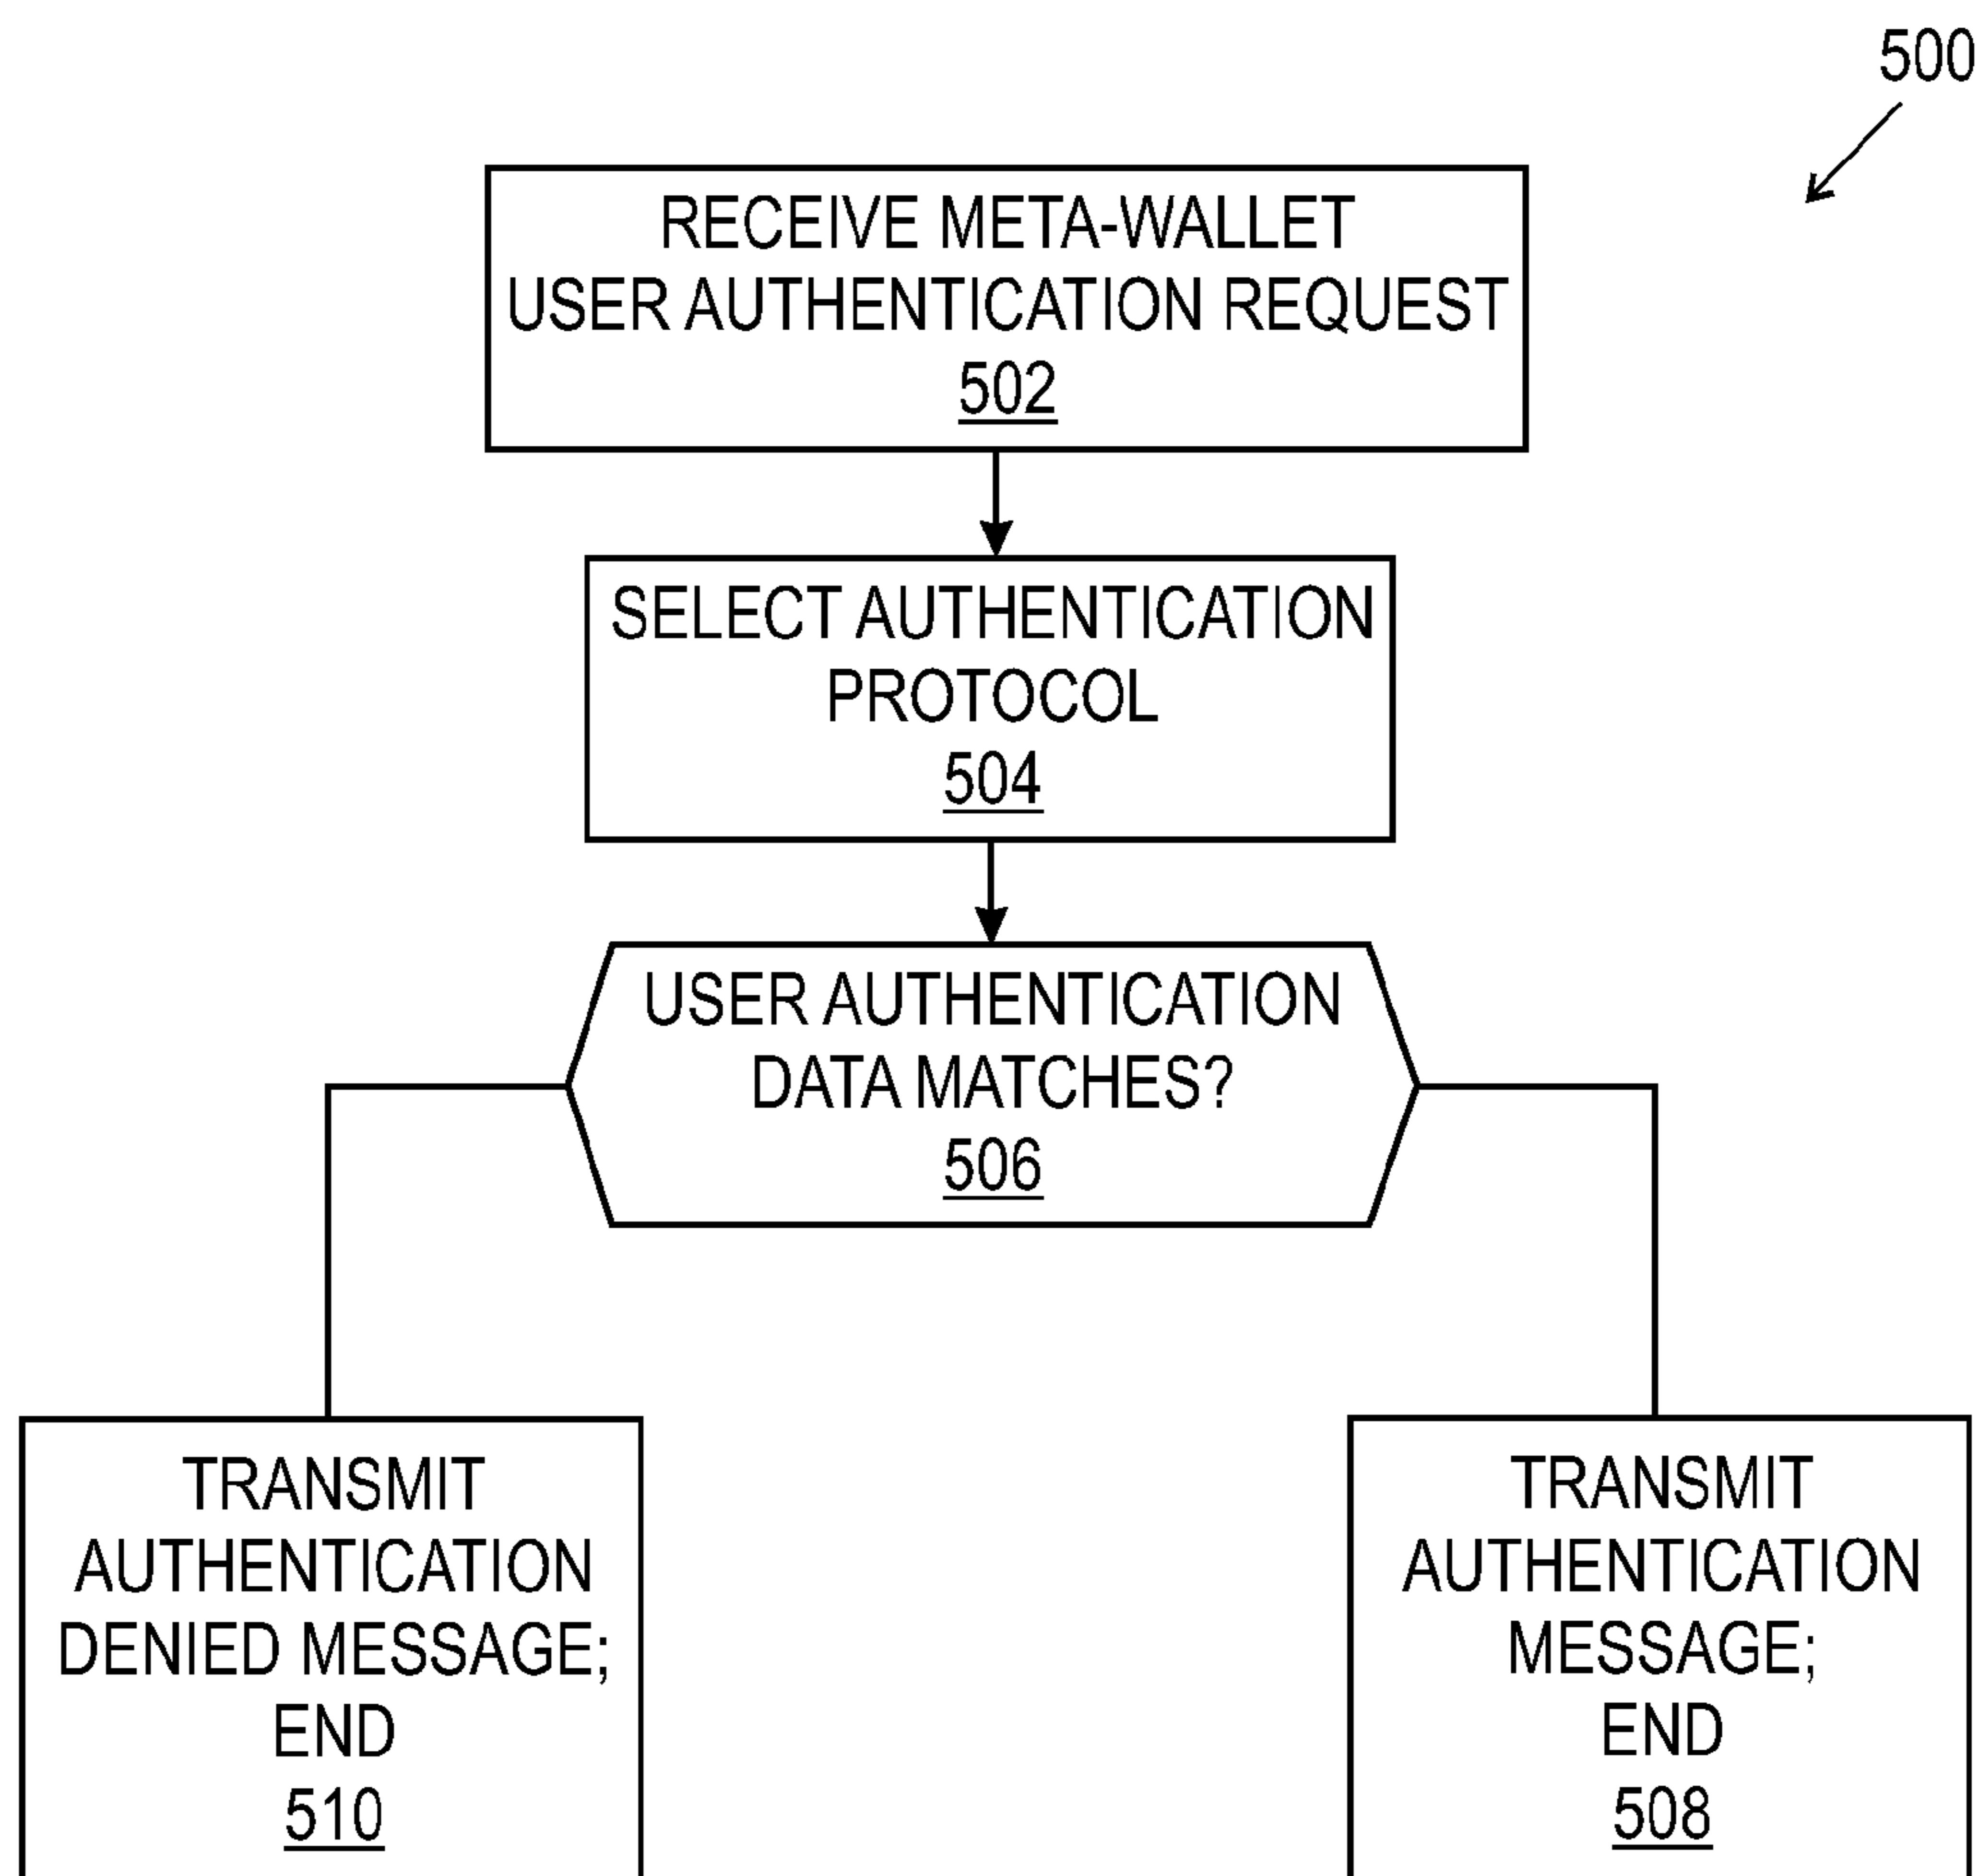 500
RECEIVE META-WALLET
USER AUTHENTICATION REQUEST
502
SELECT AUTHENTICATION
PROTOCOL
504
USER AUTHENTICATION
DATA MATCHES?
506
TRANSMIT
AUTHENTICATION
DENIED MESSAGE;
END
510
TRANSMIT
AUTHENTICATION
MESSAGE;
END
508